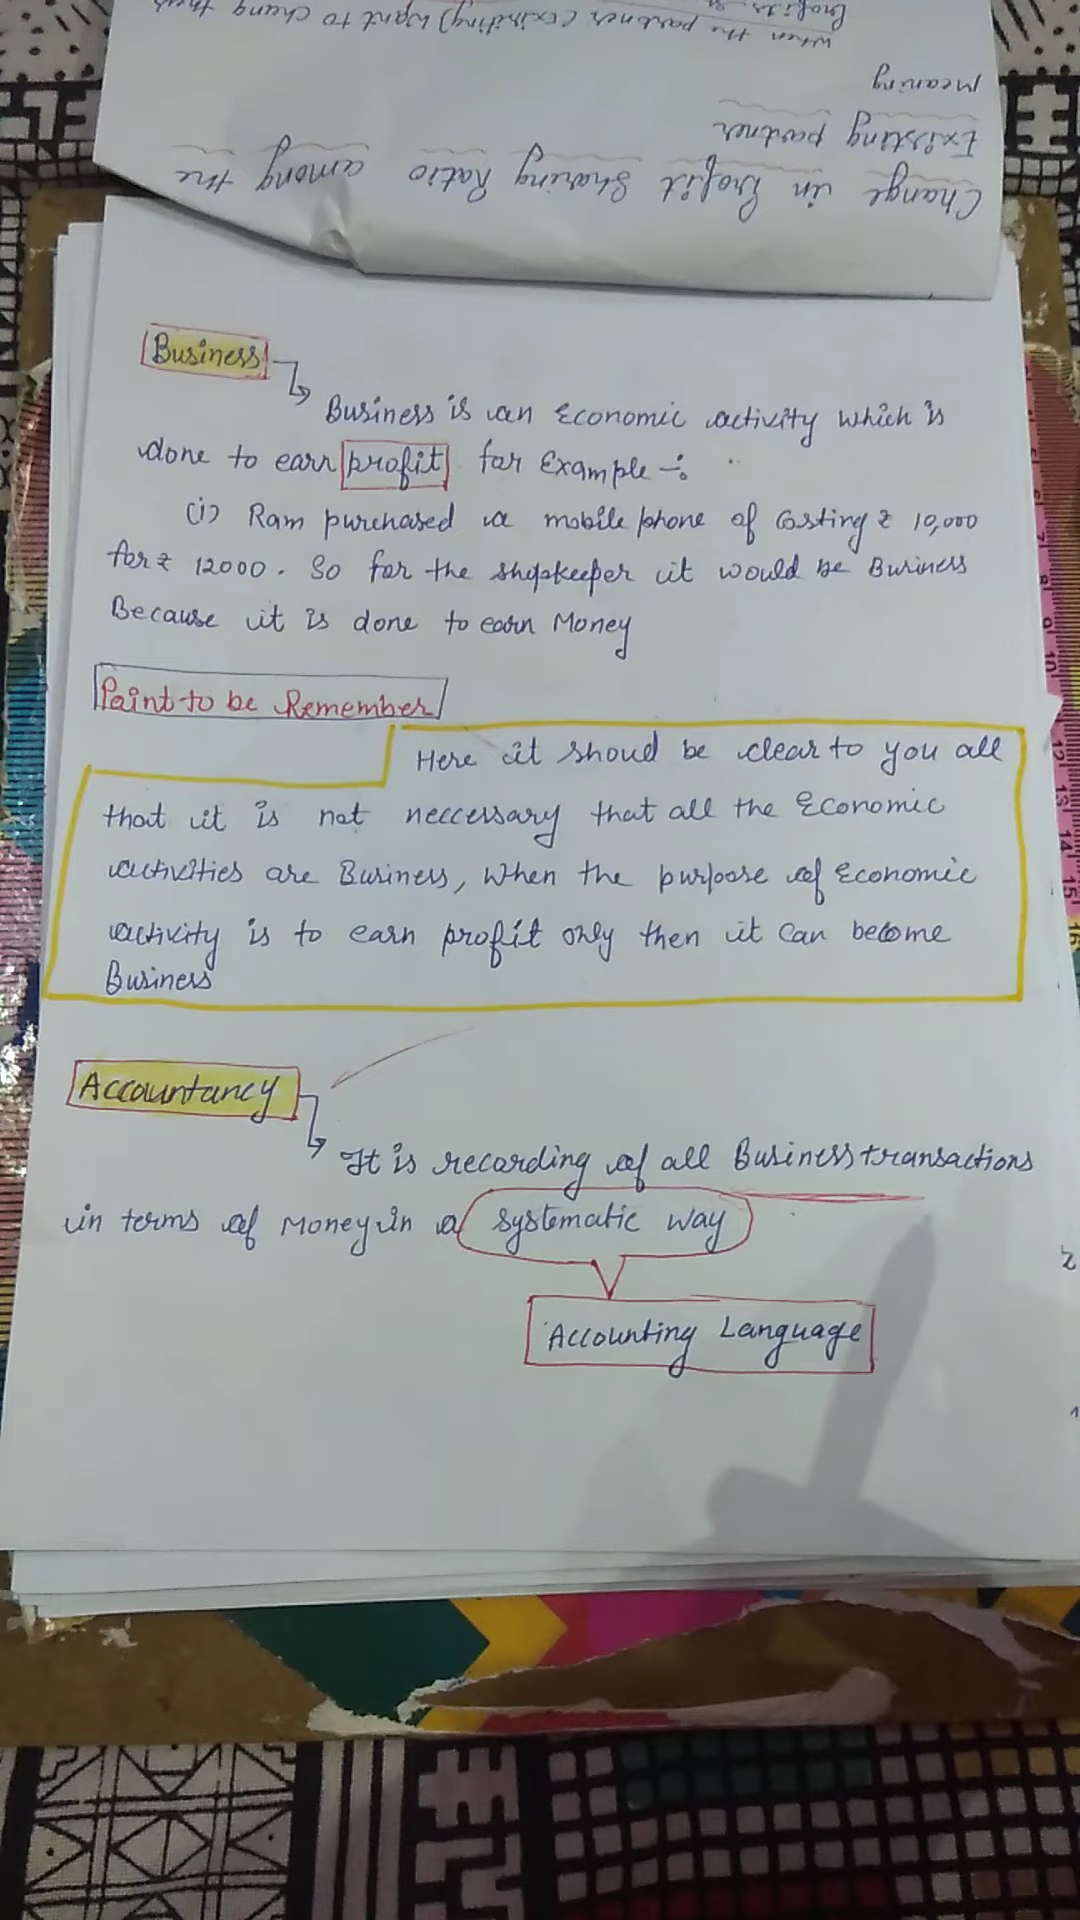 when the partner (existing) want to chang their
Change in Profit Sharing Ratio among the
Existing partner
Meaning
Business
Business is an Economic activity which is
done to earn profit for Example :-
(i) Ram purchased a mobile phone of Costing ₹ 10,000
for ₹ 12000. So for the shopkeeper it would be Business
Because it is done to earn Money
Point to be Remember
Here it shoud be clear to you all
that it is not neccessary that all the Economic
activities are Business, When the purpose of Economic
activity is to earn profit only then it can become
Business
Accountancy
It is recording of all Business transactions
in terms of Money in a systematic way
Accounting Language